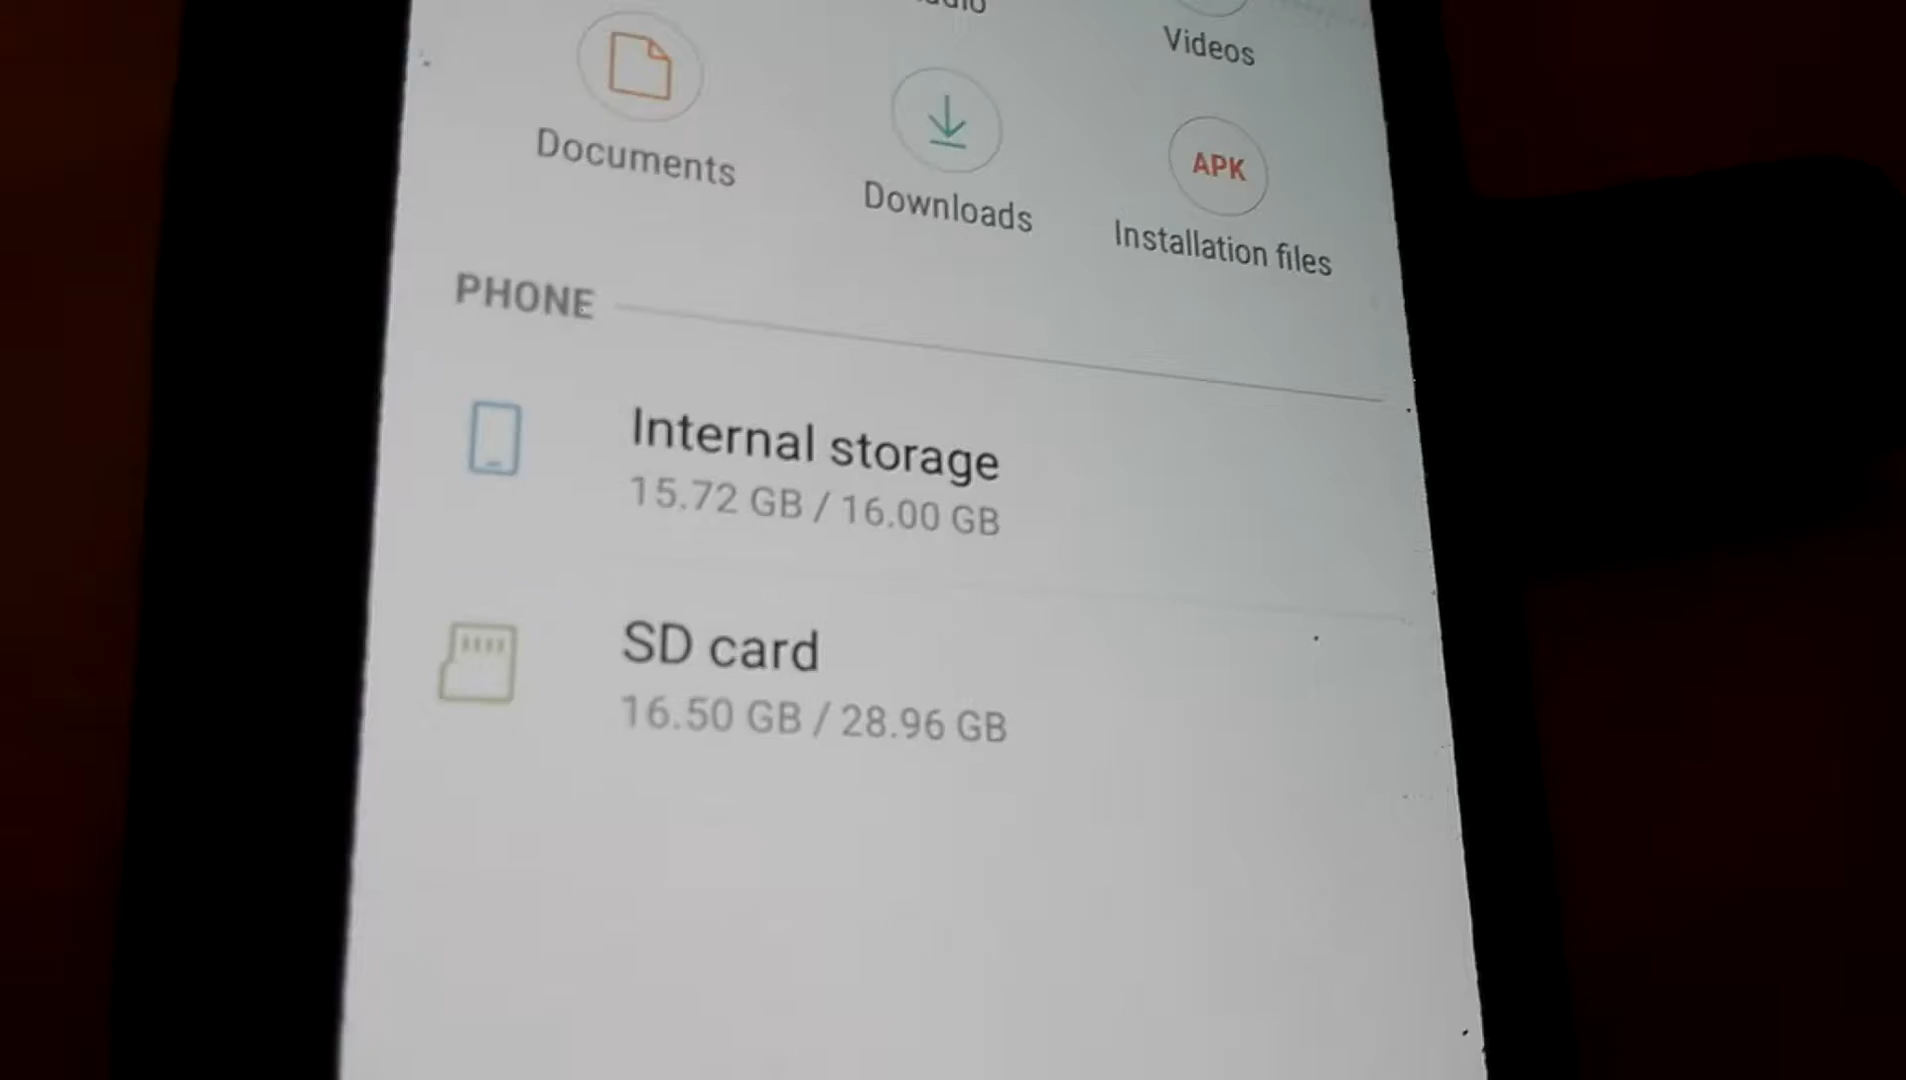 Videos
Documents
Downloads
APK
Installation files
PHONE
Internal storage
15.72 GB / 16.00 GB
SD card
16.50 GB / 28.96 GB